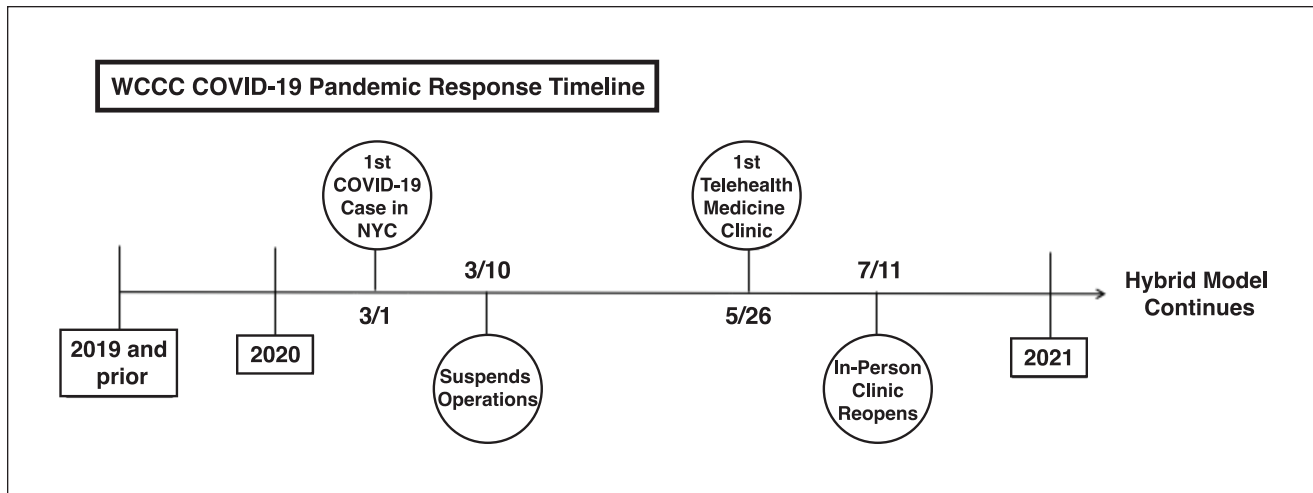 WCCC COVID-19 Pandemic Response Timeline
1st
COVID-19
Case in
NYC
1st
Telehealth
Medicine
Clinic
3/10
7/11
Hybrid Model
Continues
3/1
5/26
2019 and
prior
2020
Suspends
Operations
In-Person
Clinic
Reopens
2021